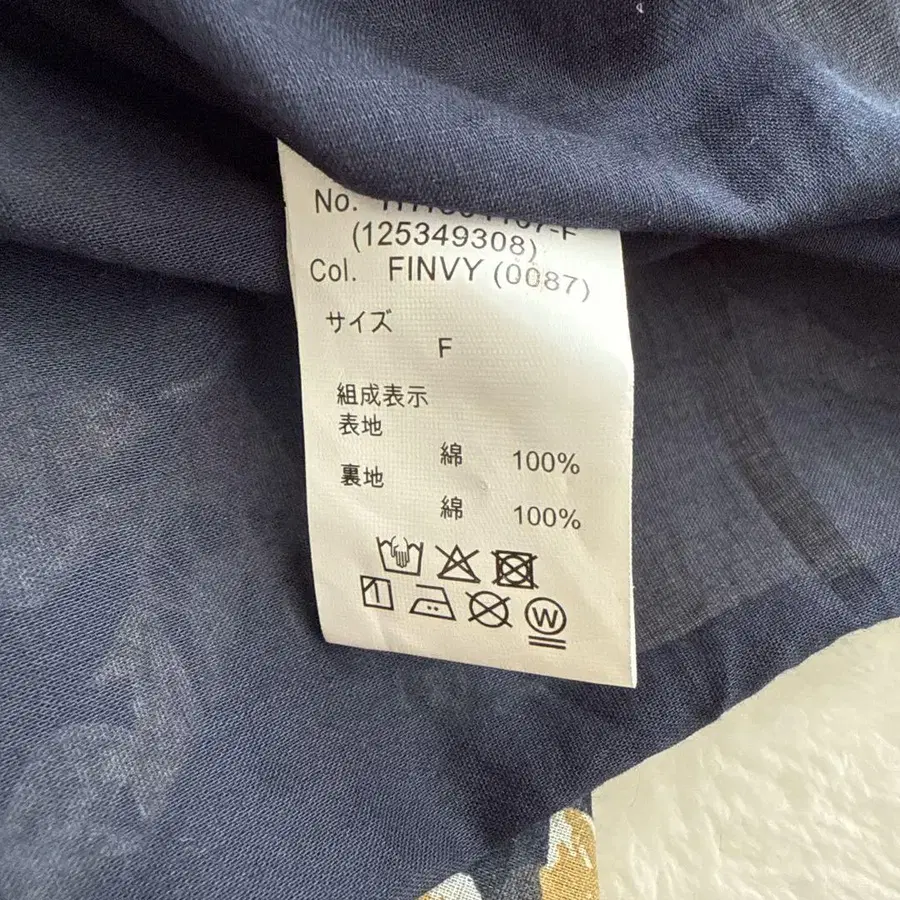 No.
(125349308)
Col. FINVY (0087)
サイズ
F
組成表示
表地
綿 100%
裏地
綿 100%
W